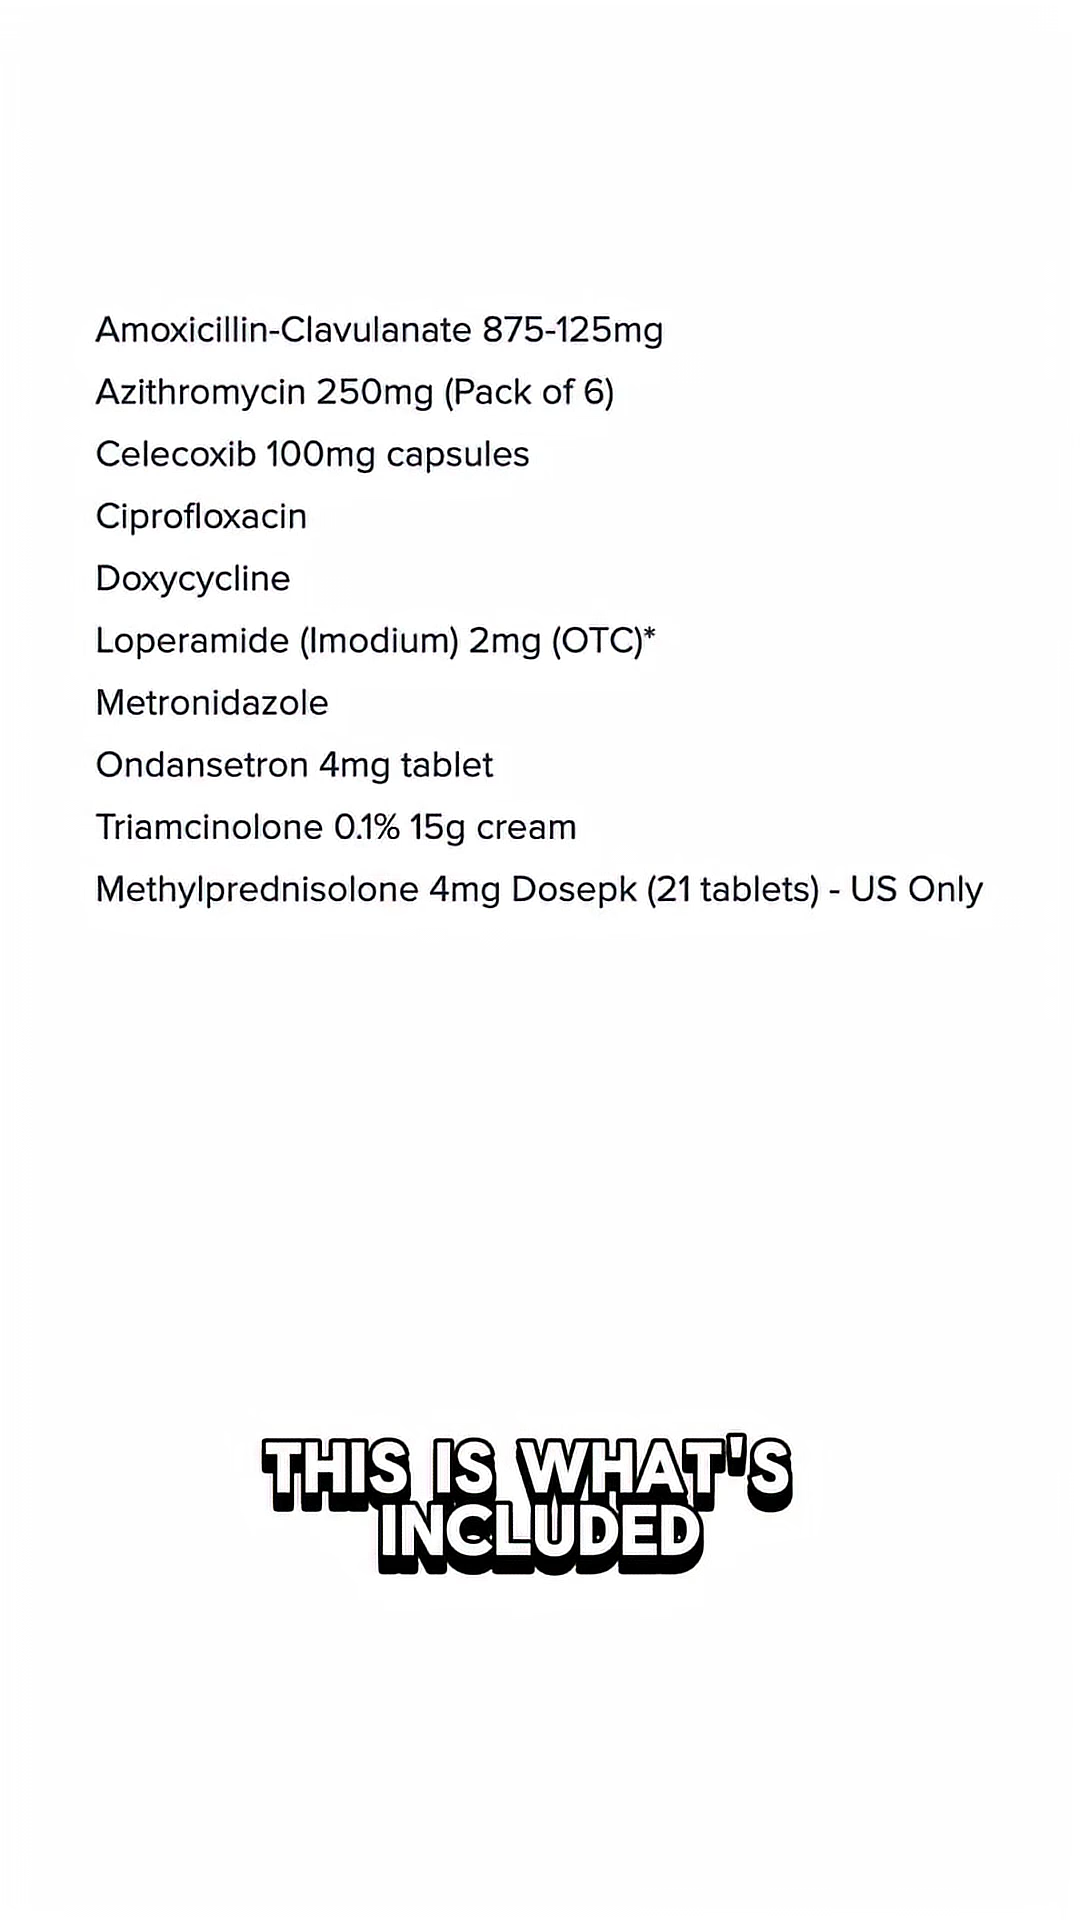 Amoxicillin-Clavulanate 875-125mg
Azithromycin 250mg (Pack of 6)
Celecoxib 100mg capsules
Ciprofloxacin
Doxycycline
Loperamide (Imodium) 2mg (OTC)*
Metronidazole
Ondansetron 4mg tablet
Triamcinolone 0.1% 15g cream
Methylprednisolone 4mg Dosepk (21 tablets) - US Only
THIS IS WHAT'S
INCLUDED